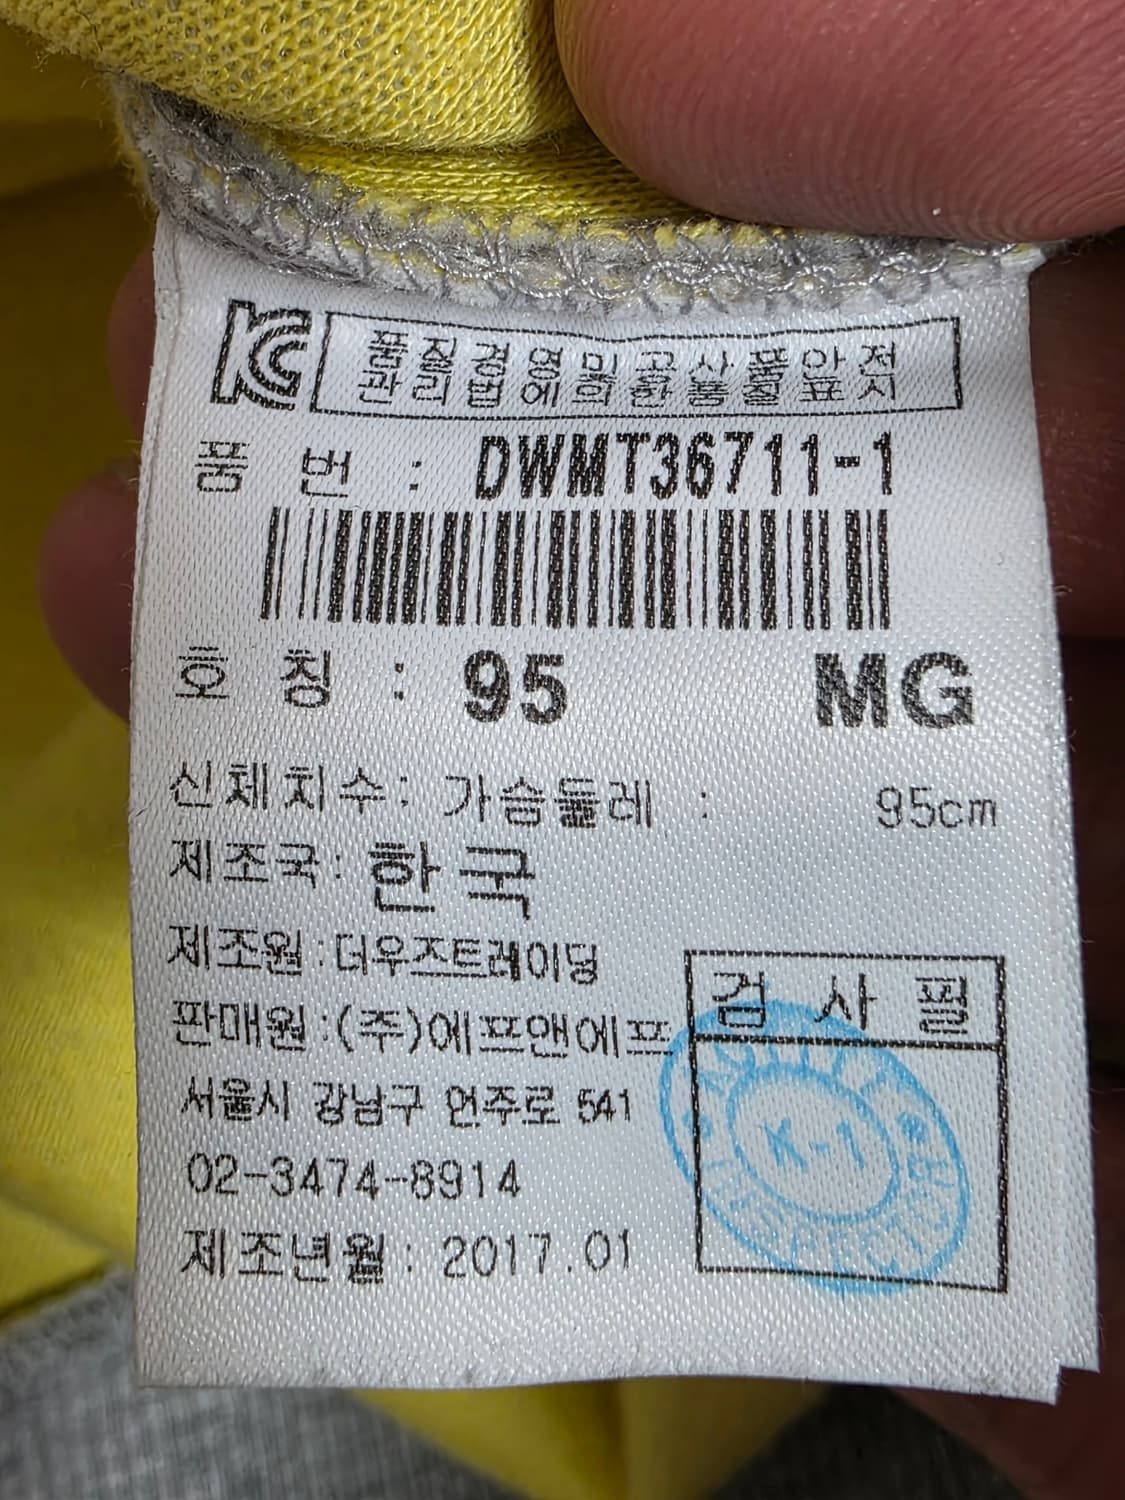 KC
품질경영및공산품안전
관리법에의한품질표시
품 번 : DWMT36711-1
호 칭 : 95 MG
신체치수: 가슴둘레 : 95cm
제조국: 한국
제조원:더우즈트레이딩
판매원:(주)에프앤에프
서울시 강남구 언주로 541
02-3474-8914
제조년월: 2017.01
검 사 필
QUALITY
K-1
INSPECTOR